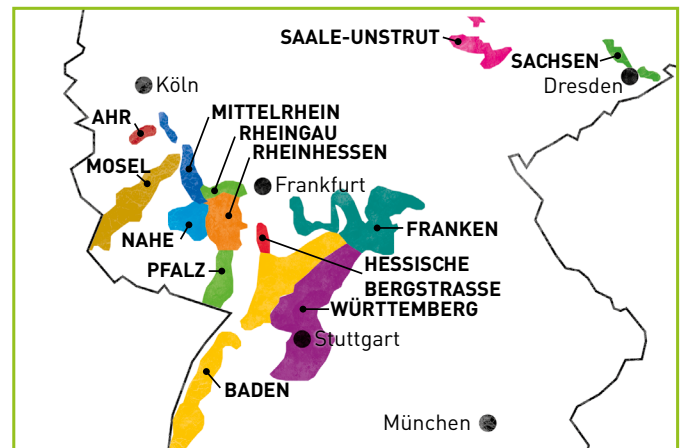 SAALE-UNSTRUT
SACHSEN
Dresden
Köln
AHR
MITTELRHEIN
RHEINGAU
RHEINHESSEN
MOSEL
Frankfurt
NAHE
FRANKEN
PFALZ
HESSISCHE
BERGSTRASSE
WÜRTTEMBERG
Stuttgart
BADEN
München